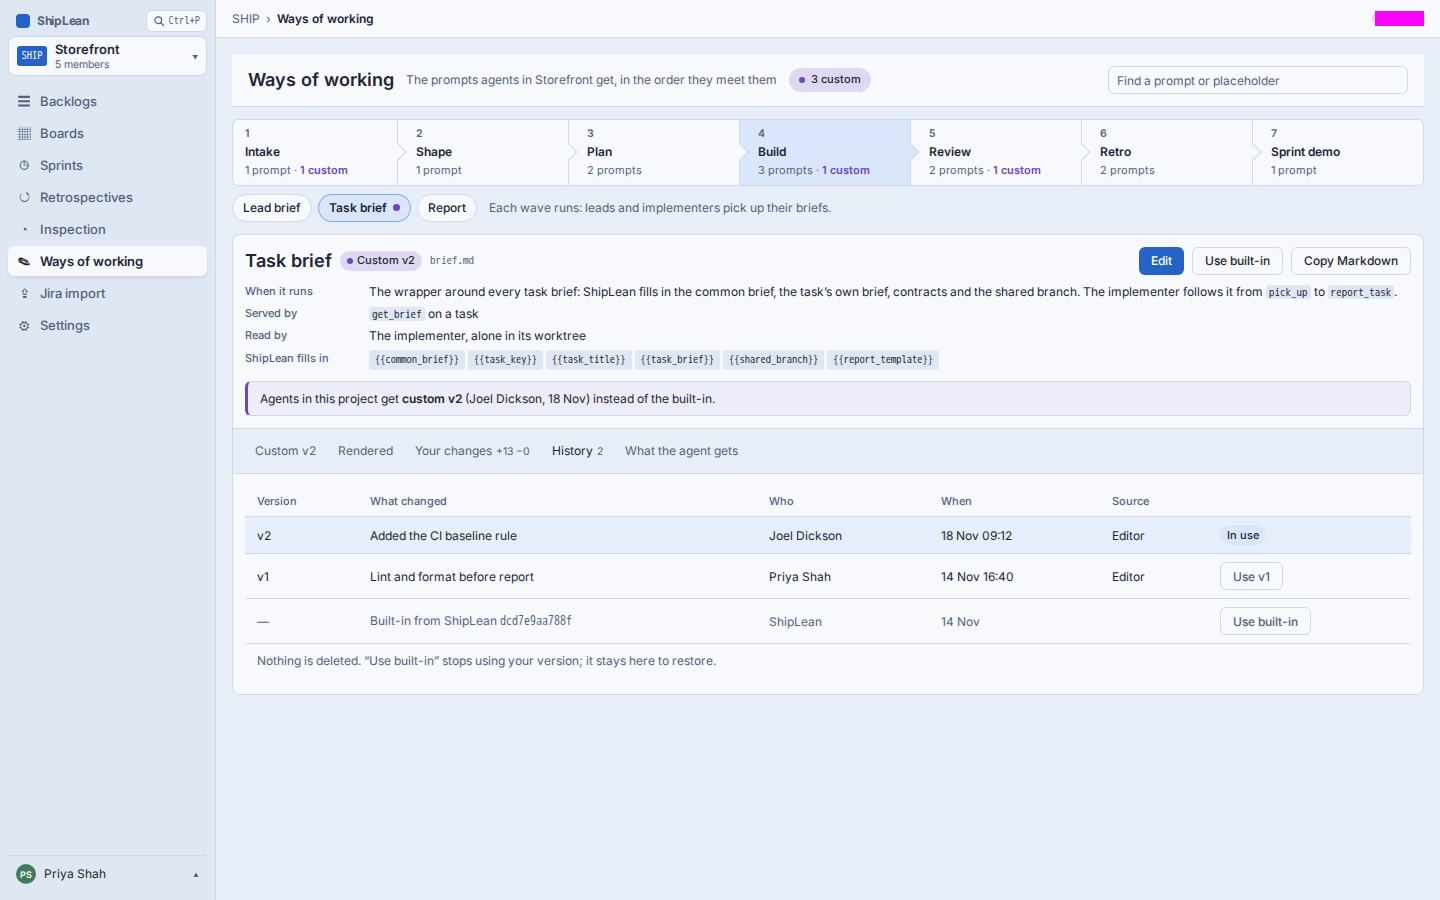 ShipLean
Ctrl+P
SHIP
Storefront
5 members
Backlogs
Boards
Sprints
Retrospectives
Inspection
Ways of working
Jira import
Settings
PS
Priya Shah
SHIP › Ways of working
Ways of working
The prompts agents in Storefront get, in the order they meet them
3 custom
Find a prompt or placeholder
1
Intake
1 prompt · 1 custom
2
Shape
1 prompt
3
Plan
2 prompts
4
Build
3 prompts · 1 custom
5
Review
2 prompts · 1 custom
6
Retro
2 prompts
7
Sprint demo
1 prompt
Lead brief
Task brief
Report
Each wave runs: leads and implementers pick up their briefs.
Task brief
Custom v2
brief.md
Edit
Use built-in
Copy Markdown
When it runs
The wrapper around every task brief: ShipLean fills in the common brief, the task’s own brief, contracts and the shared branch. The implementer follows it from pick_up to report_task.
Served by
get_brief on a task
Read by
The implementer, alone in its worktree
ShipLean fills in
{{common_brief}} {{task_key}} {{task_title}} {{task_brief}} {{shared_branch}} {{report_template}}
Agents in this project get custom v2 (Joel Dickson, 18 Nov) instead of the built-in.
Custom v2
Rendered
Your changes +13 −0
History 2
What the agent gets
Version What changed Who When Source
v2 Added the CI baseline rule Joel Dickson 18 Nov 09:12 Editor In use
v1 Lint and format before report Priya Shah 14 Nov 16:40 Editor Use v1
— Built-in from ShipLean dcd7e9aa788f ShipLean 14 Nov Use built-in
Nothing is deleted. “Use built-in” stops using your version; it stays here to restore.